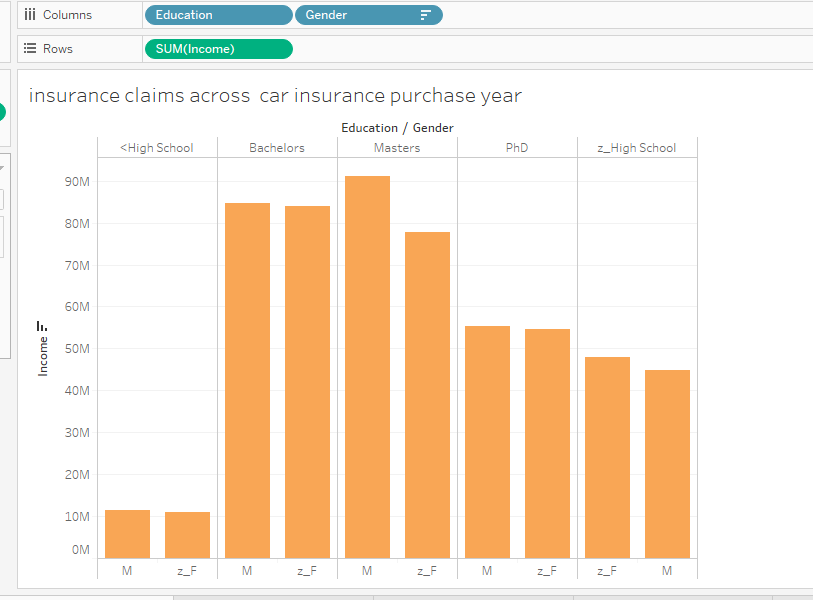 Columns Education Gender
Rows SUM(Income)
insurance claims across car insurance purchase year
Education / Gender
<High School Bachelors Masters PhD z_High School
90M
80M
70M
60M
50M
40M
30M
20M
10M
0M
Income
M z_F M z_F M z_F M z_F z_F M